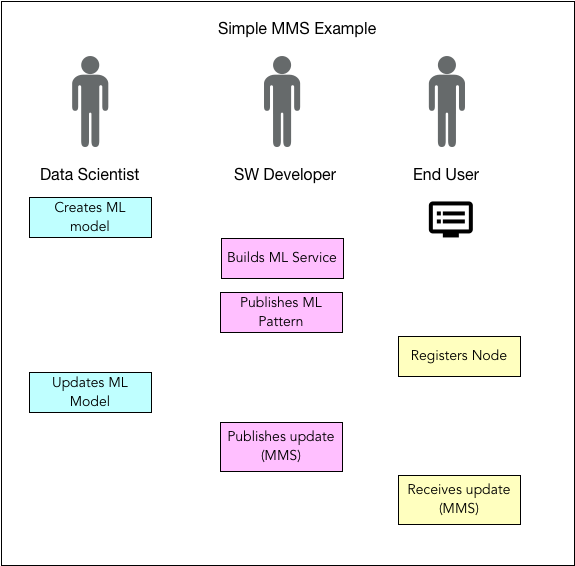 Simple MMS Example
Data Scientist
SW Developer
End User
Creates ML
model
Builds ML Service
Publishes ML
Pattern
Registers Node
Updates ML
Model
Publishes update
(MMS)
Receives update
(MMS)